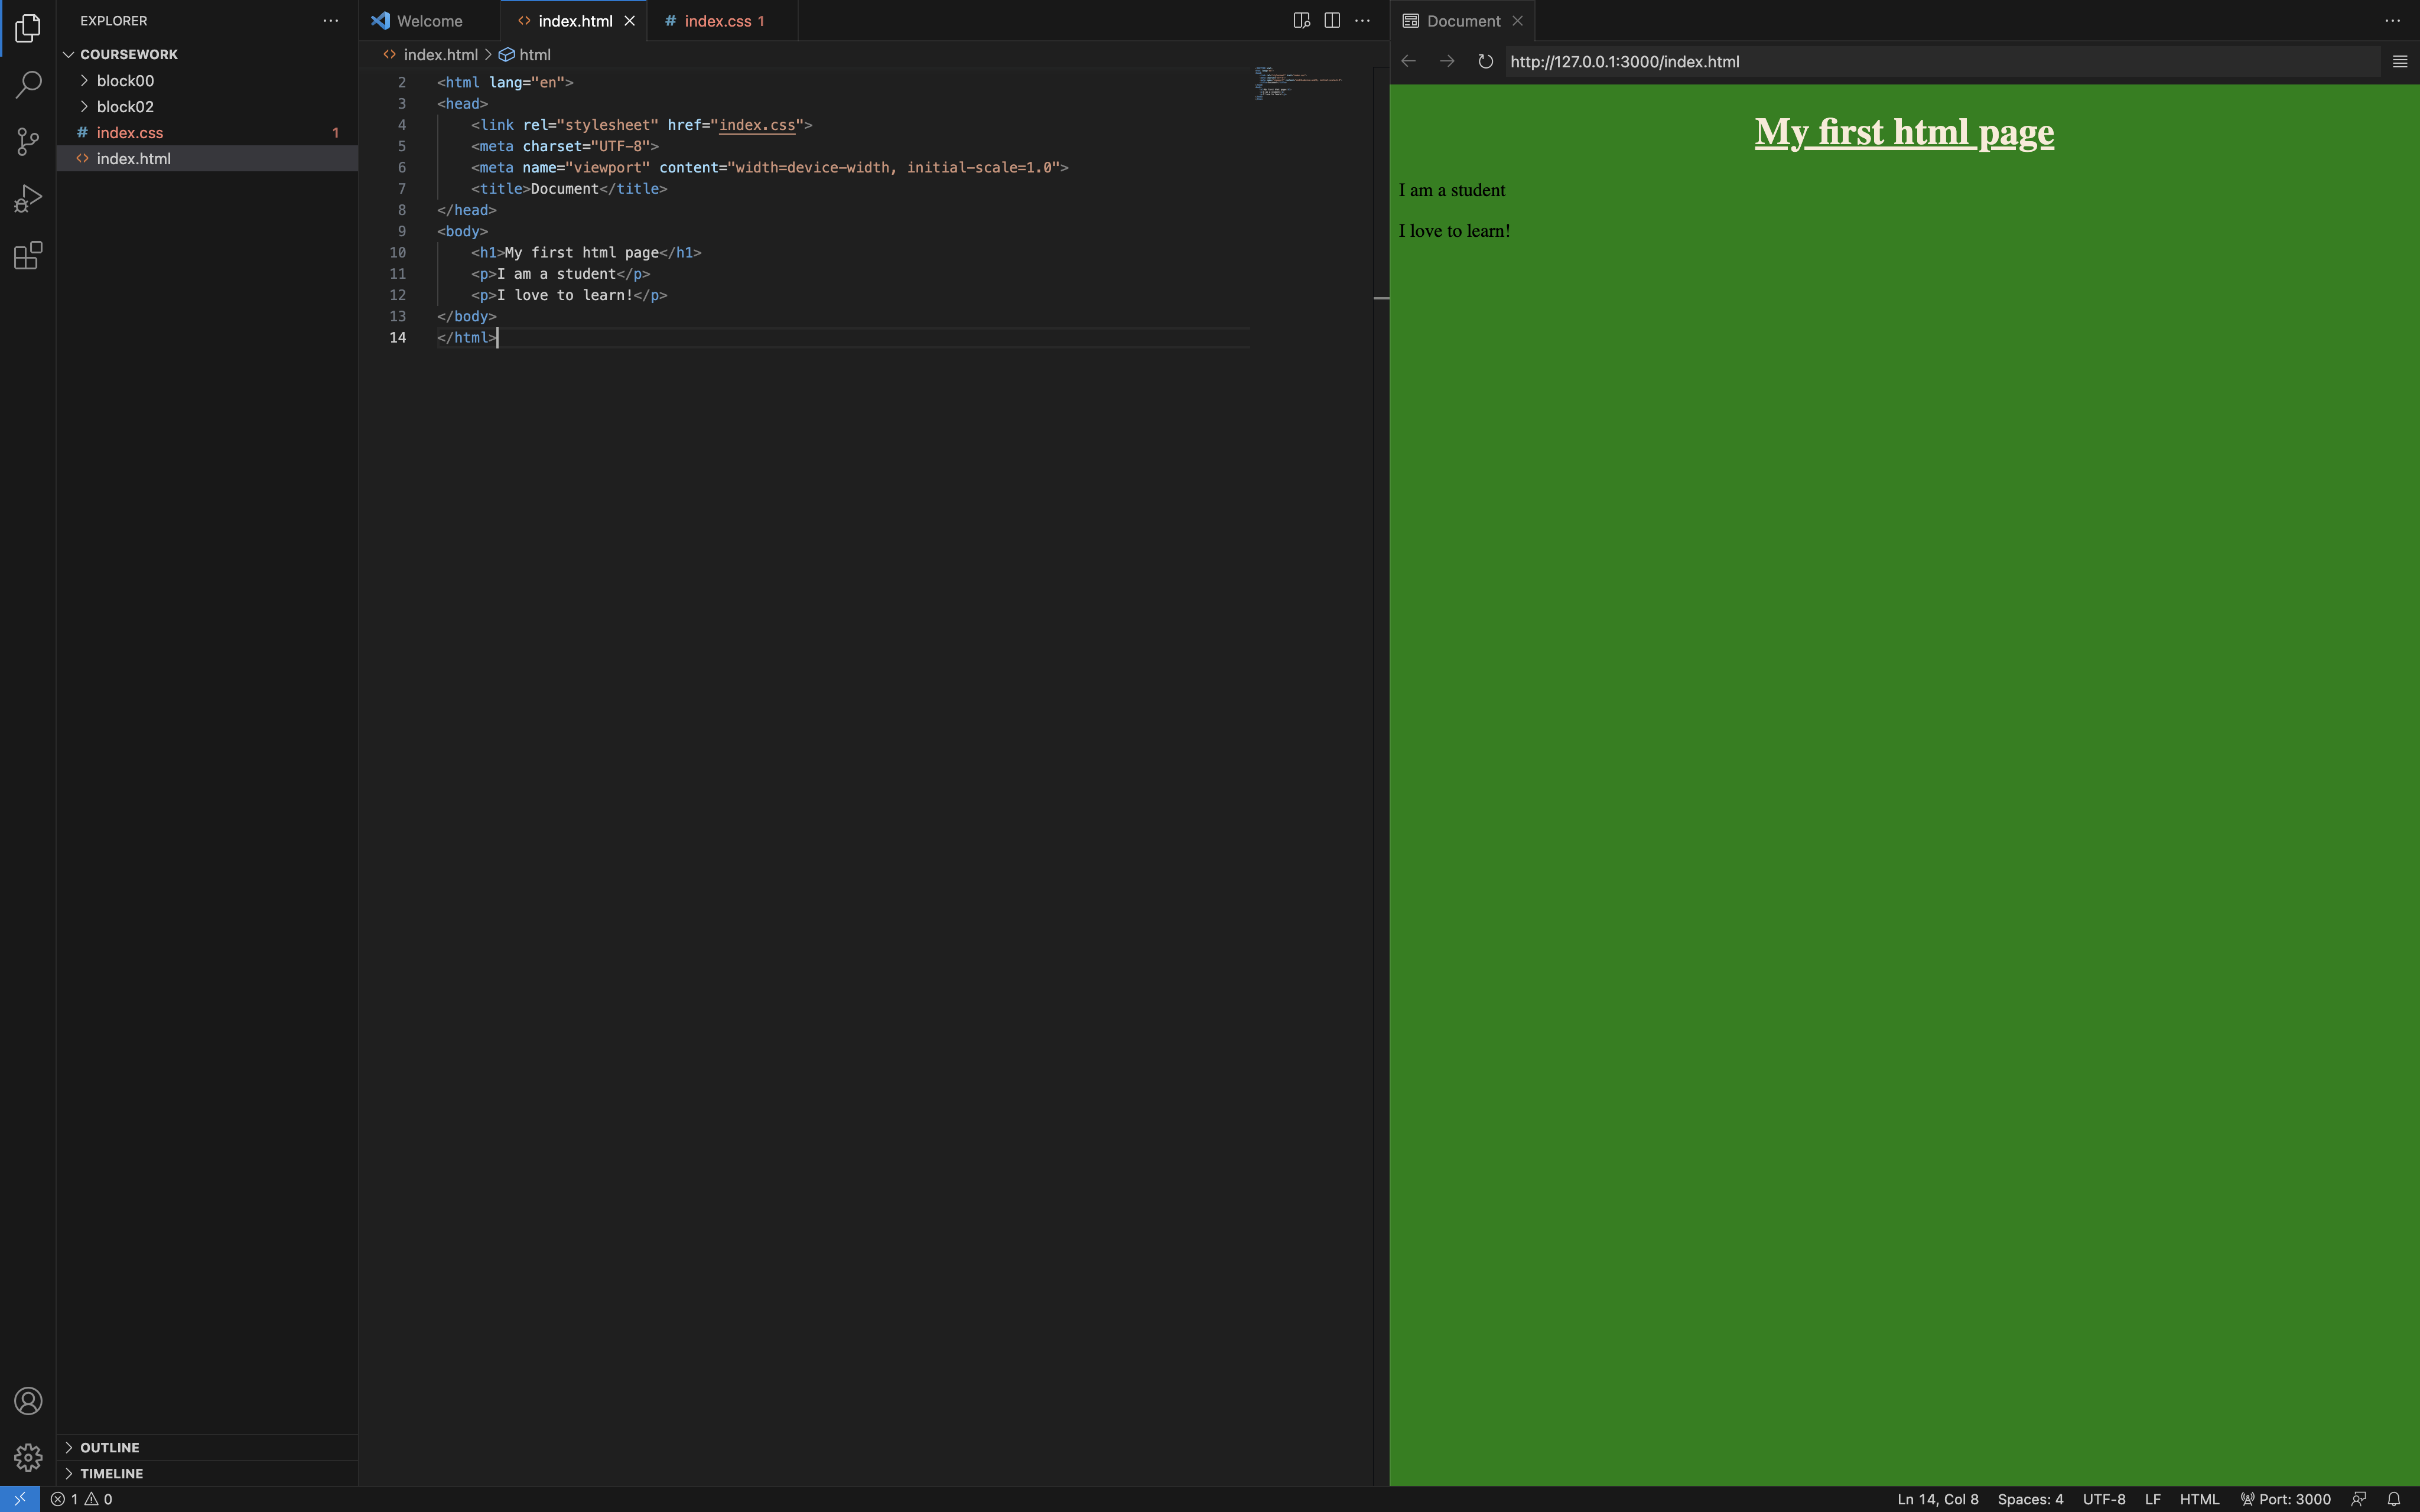 EXPLORER
COURSEWORK
block00
block02
# index.css 1
<> index.html
OUTLINE
TIMELINE
Welcome
<> index.html
# index.css 1
<> index.html > html
2 <html lang="en">
3 <head>
4 <link rel="stylesheet" href="index.css">
5 <meta charset="UTF-8">
6 <meta name="viewport" content="width=device-width, initial-scale=1.0">
7 <title>Document</title>
8 </head>
9 <body>
10 <h1>My first html page</h1>
11 <p>I am a student</p>
12 <p>I love to learn!</p>
13 </body>
14 </html>
Document
http://127.0.0.1:3000/index.html
My first html page
I am a student
I love to learn!
1 0
Ln 14, Col 8 Spaces: 4 UTF-8 LF HTML Port: 3000